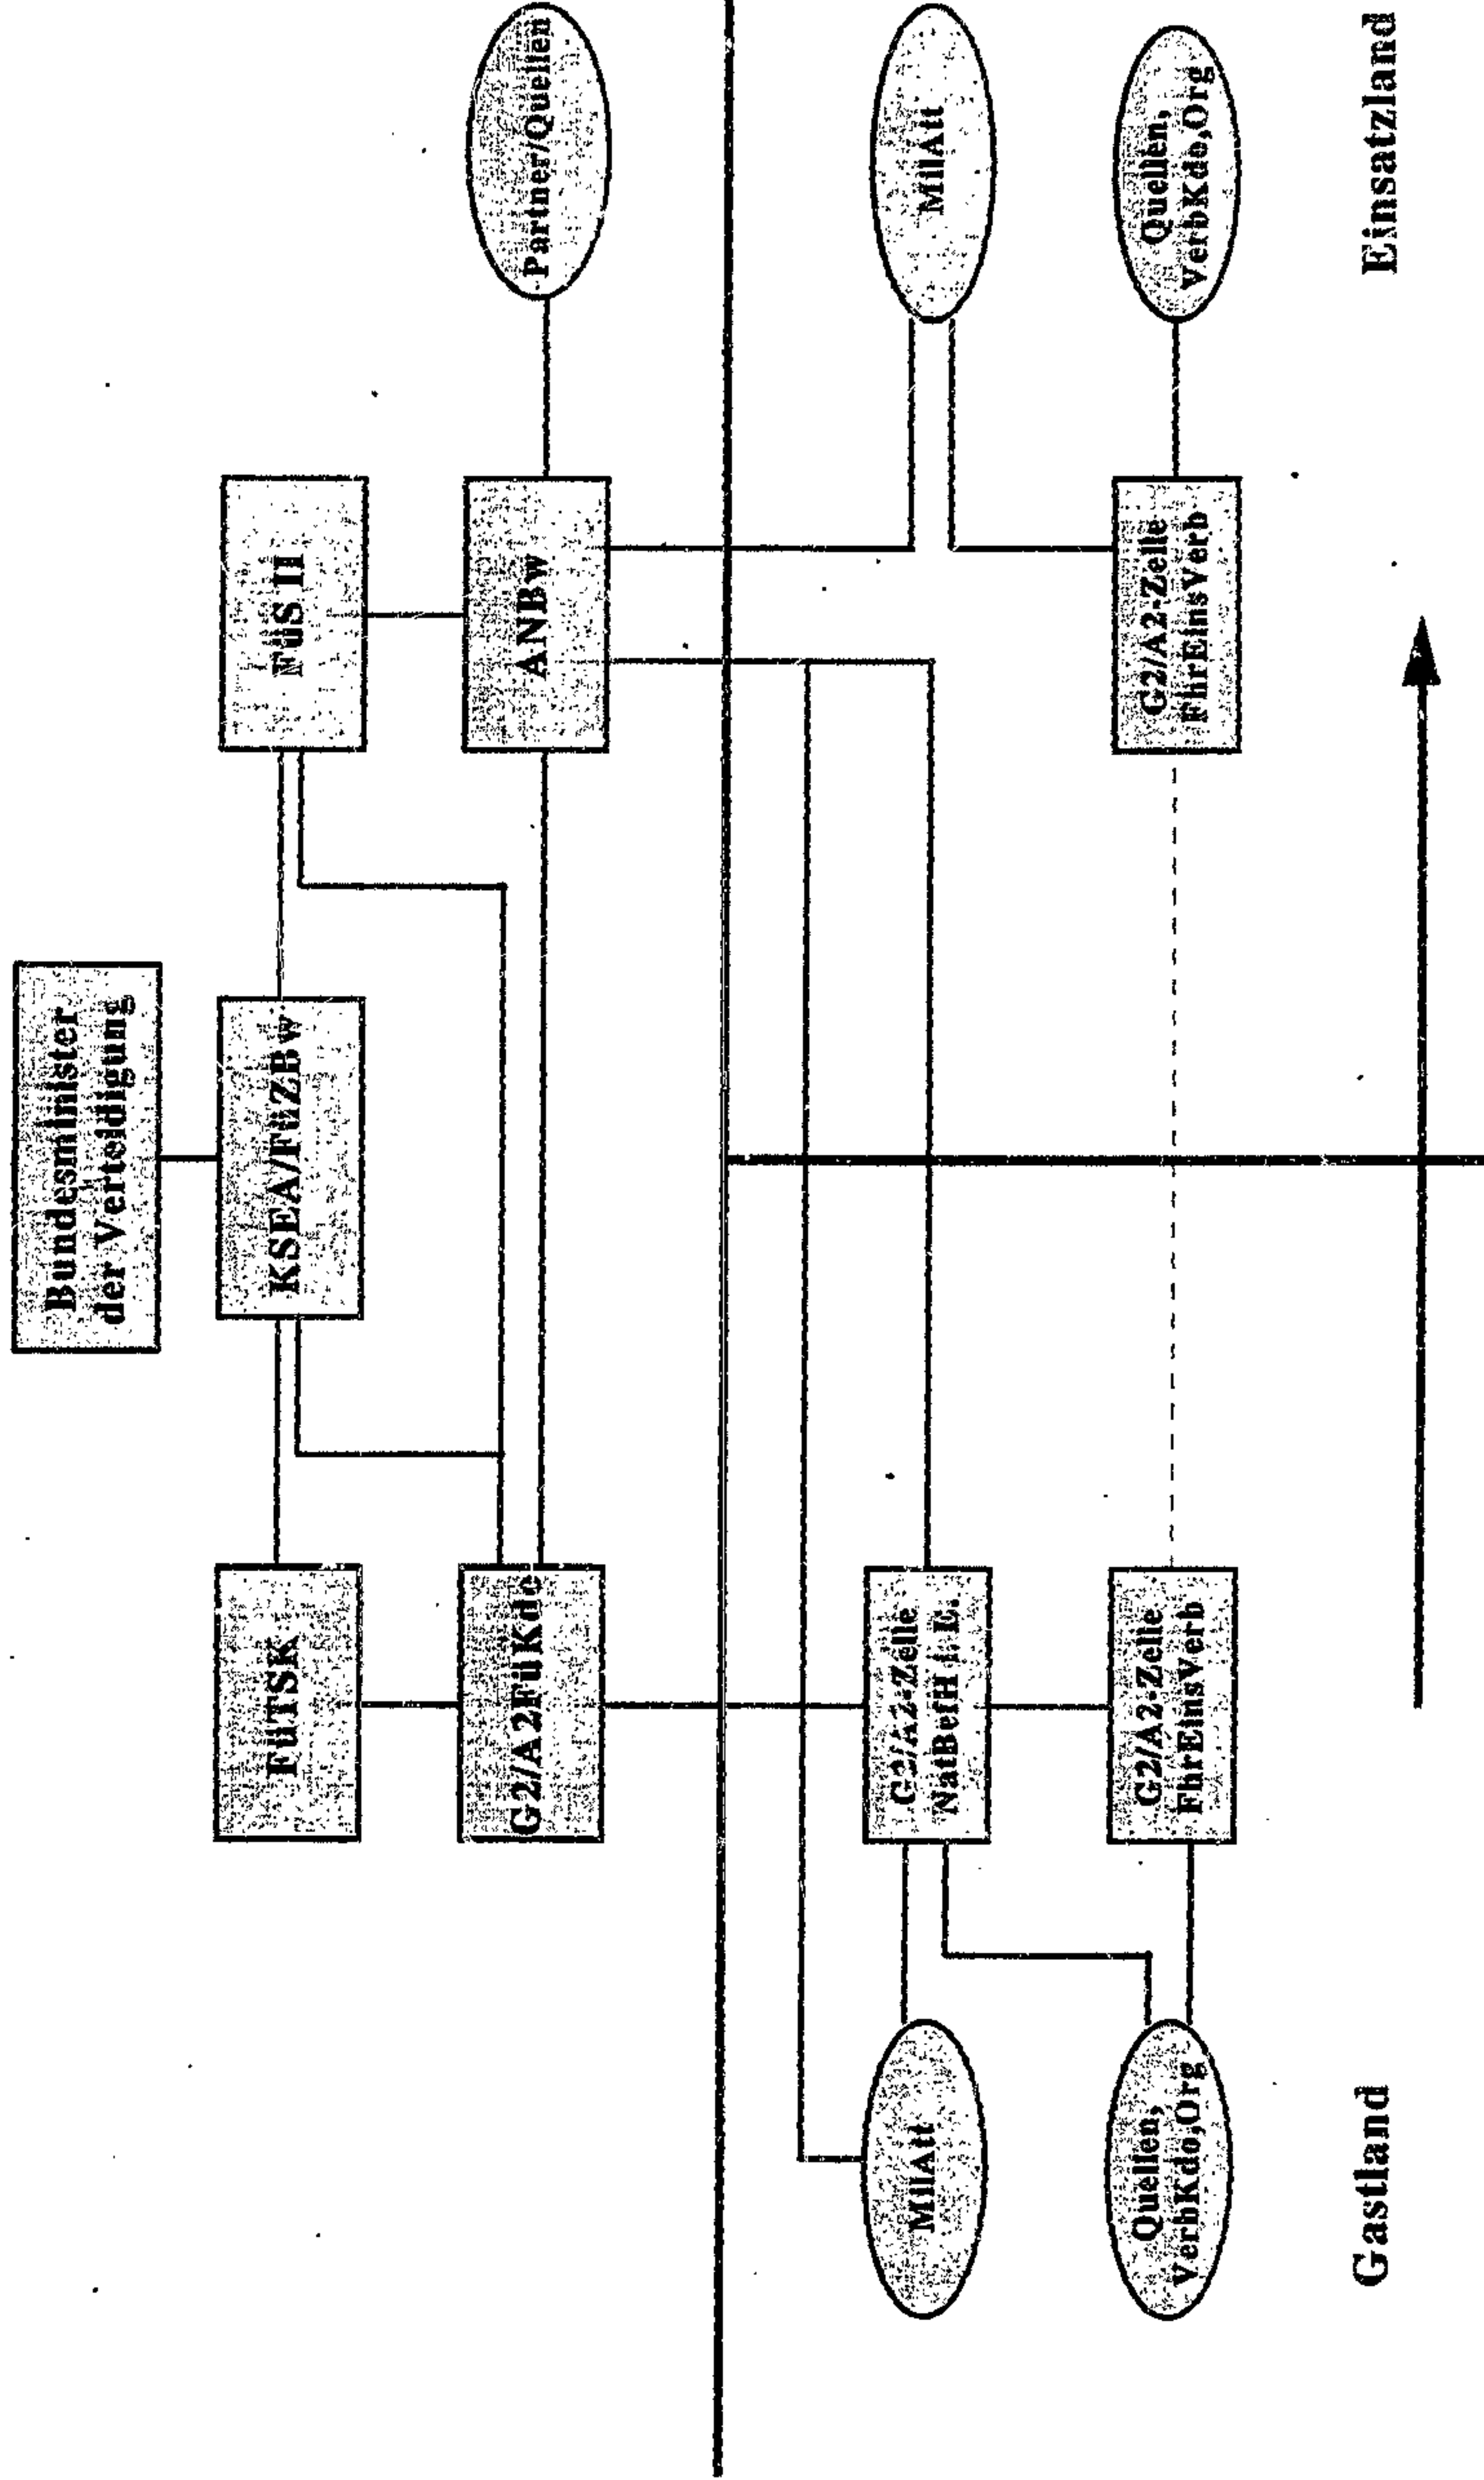 Bundesminister
der Verteidigung
FüTSK
KSEA/FüZBw
FüS II
G2/A2FüKdo
ANBw
Partner/Quellen
MilAtt
G2/A2-Zelle
NatBefH i. E.
MilAtt
Quellen,
VerbKdo,Org
G2/A2-Zelle
FhrEinsVerb
G2/A2-Zelle
FhrEinsVerb
Quellen,
VerbKdo,Org
Gastland
Einsatzland